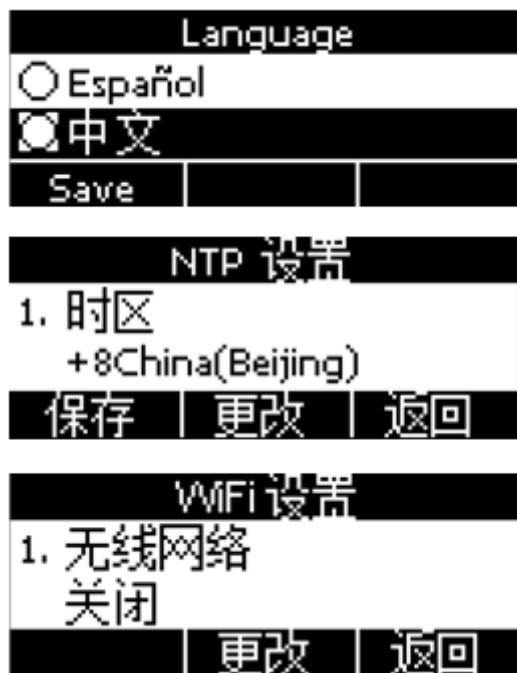 Language
Español
中文
Save
NTP 设置
1. 时区
+8China(Beijing)
保存 更改 返回
WiFi 设置
1. 无线网络
关闭
更改 返回